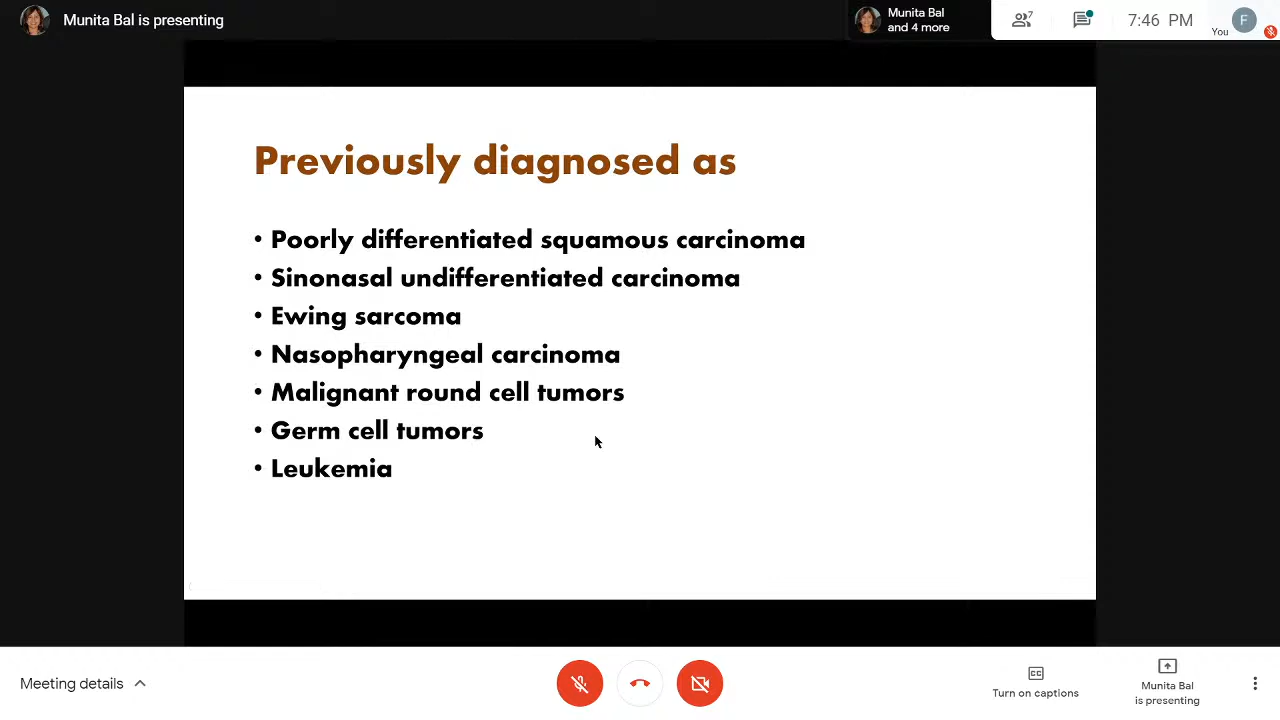 Munita Bal is presenting
Munita Bal
and 4 more
7
7:46 PM
You
F
Previously diagnosed as
• Poorly differentiated squamous carcinoma
• Sinonasal undifferentiated carcinoma
• Ewing sarcoma
• Nasopharyngeal carcinoma
• Malignant round cell tumors
• Germ cell tumors
• Leukemia
Meeting details
CC
Turn on captions
Munita Bal
is presenting